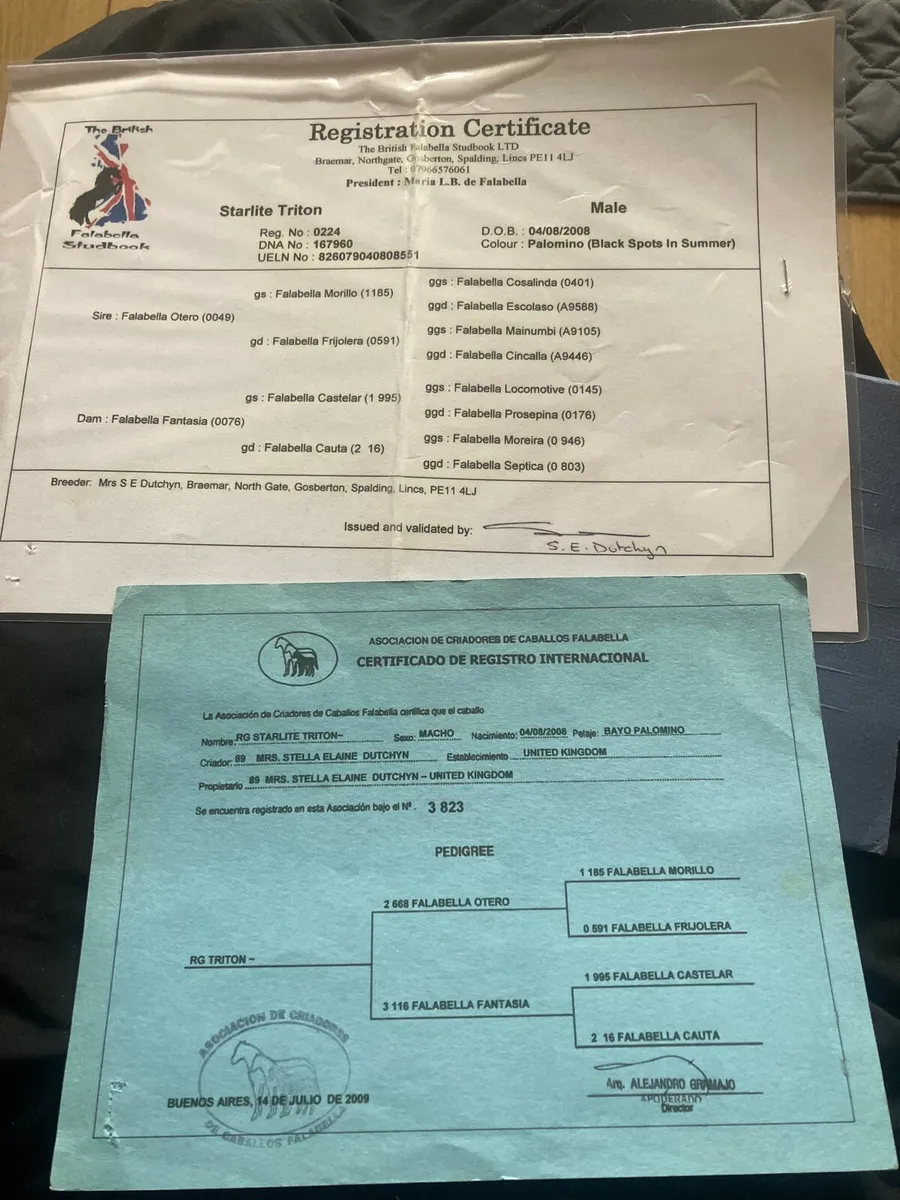 The British
Falabella
Studbook
Registration Certificate
The British Falabella Studbook LTD
Braemar, Northgate, Gosberton, Spalding, Lincs PE11 4LJ
Tel : 07966576061
President : Maria L.B. de Falabella
Starlite Triton
Male
Reg. No : 0224
DNA No : 167960
UELN No : 826079040808551
D.O.B. : 04/08/2008
Colour : Palomino (Black Spots In Summer)
Sire : Falabella Otero (0049)
gs : Falabella Morillo (1185)
gd : Falabella Frijolera (0591)
ggs : Falabella Cosalinda (0401)
ggd : Falabella Escolaso (A9588)
ggs : Falabella Mainumbi (A9105)
ggd : Falabella Cincalla (A9446)
Dam : Falabella Fantasia (0076)
gs : Falabella Castelar (1 995)
gd : Falabella Cauta (2 16)
ggs : Falabella Locomotive (0145)
ggd : Falabella Prosepina (0176)
ggs : Falabella Moreira (0 946)
ggd : Falabella Septica (0 803)
Breeder: Mrs S E Dutchyn, Braemar, North Gate, Gosberton, Spalding, Lincs, PE11 4LJ
Issued and validated by:
S. E. Dutchyn
ASOCIACION DE CRIADORES DE CABALLOS FALABELLA
CERTIFICADO DE REGISTRO INTERNACIONAL
La Asociación de Criadores de Caballos Falabella certifica que el caballo
Nombre: RG STARLITE TRITON~ Sexo: MACHO Nacimiento: 04/08/2008 Pelaje: BAYO PALOMINO
Criador: 89 MRS. STELLA ELAINE DUTCHYN Establecimiento UNITED KINGDOM
Propietario 89 MRS. STELLA ELAINE DUTCHYN – UNITED KINGDOM
Se encuentra registrado en esta Asociación bajo el Nº. 3 823
PEDIGREE
RG TRITON ~
2 668 FALABELLA OTERO
1 185 FALABELLA MORILLO
0 591 FALABELLA FRIJOLERA
3 116 FALABELLA FANTASIA
1 995 FALABELLA CASTELAR
2 16 FALABELLA CAUTA
ASOCIACION DE CRIADORES
DE CABALLOS FALABELLA
BUENOS AIRES, 14 DE JULIO DE 2009
Arq. ALEJANDRO GRAMAJO
APODERADO
Director